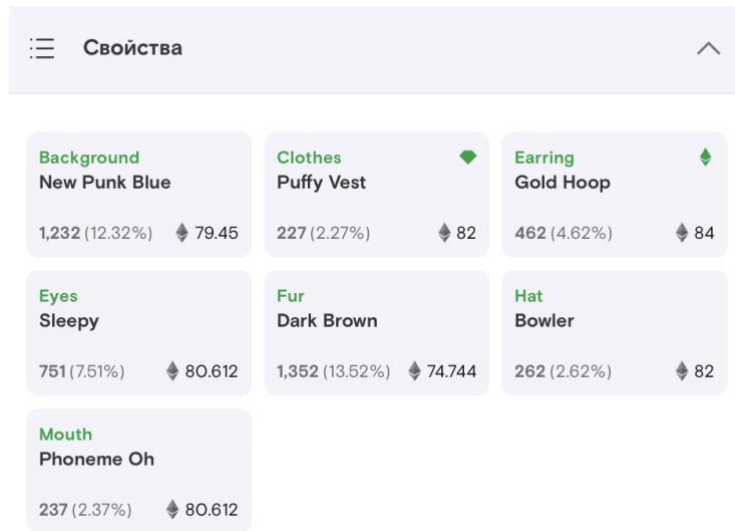 Свойства
Background
New Punk Blue
1,232 (12.32%) 79.45
Clothes
Puffy Vest
227 (2.27%) 82
Earring
Gold Hoop
462 (4.62%) 84
Eyes
Sleepy
751 (7.51%) 80.612
Fur
Dark Brown
1,352 (13.52%) 74.744
Hat
Bowler
262 (2.62%) 82
Mouth
Phoneme Oh
237 (2.37%) 80.612